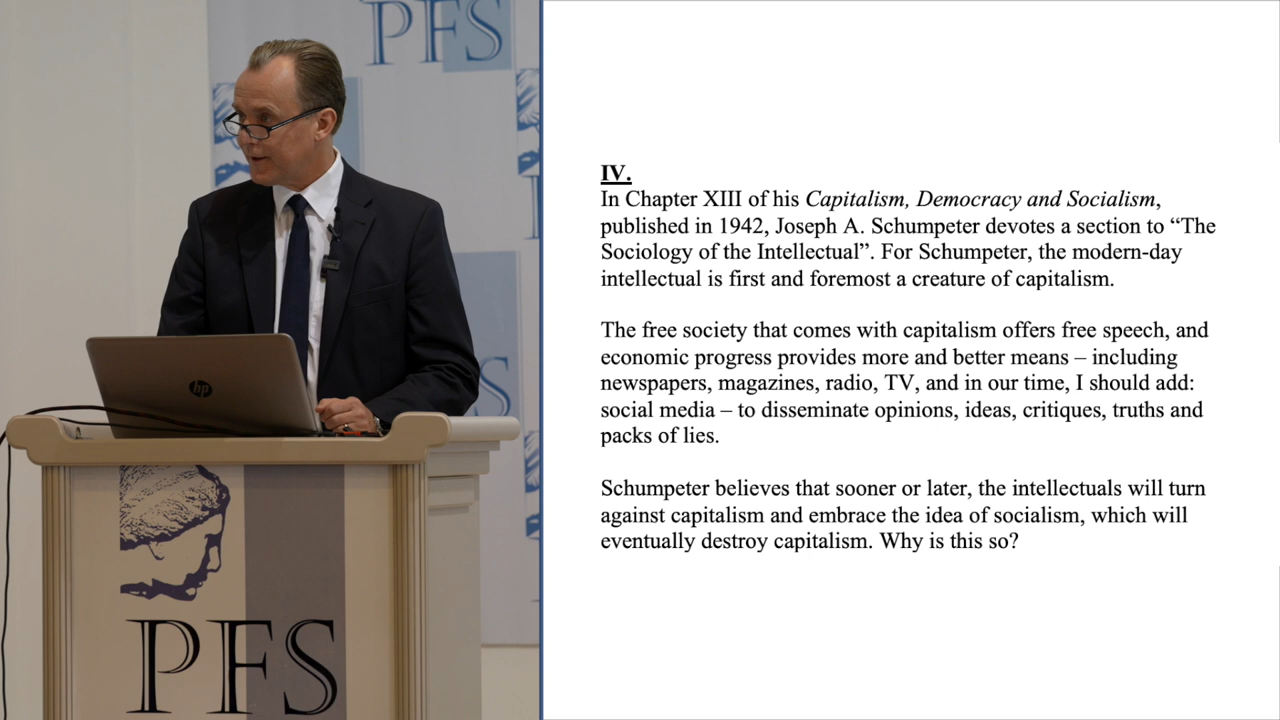 PFS
S
hp
PFS
IV.
In Chapter XIII of his Capitalism, Democracy and Socialism,
published in 1942, Joseph A. Schumpeter devotes a section to “The
Sociology of the Intellectual”. For Schumpeter, the modern-day
intellectual is first and foremost a creature of capitalism.
The free society that comes with capitalism offers free speech, and
economic progress provides more and better means – including
newspapers, magazines, radio, TV, and in our time, I should add:
social media – to disseminate opinions, ideas, critiques, truths and
packs of lies.
Schumpeter believes that sooner or later, the intellectuals will turn
against capitalism and embrace the idea of socialism, which will
eventually destroy capitalism. Why is this so?